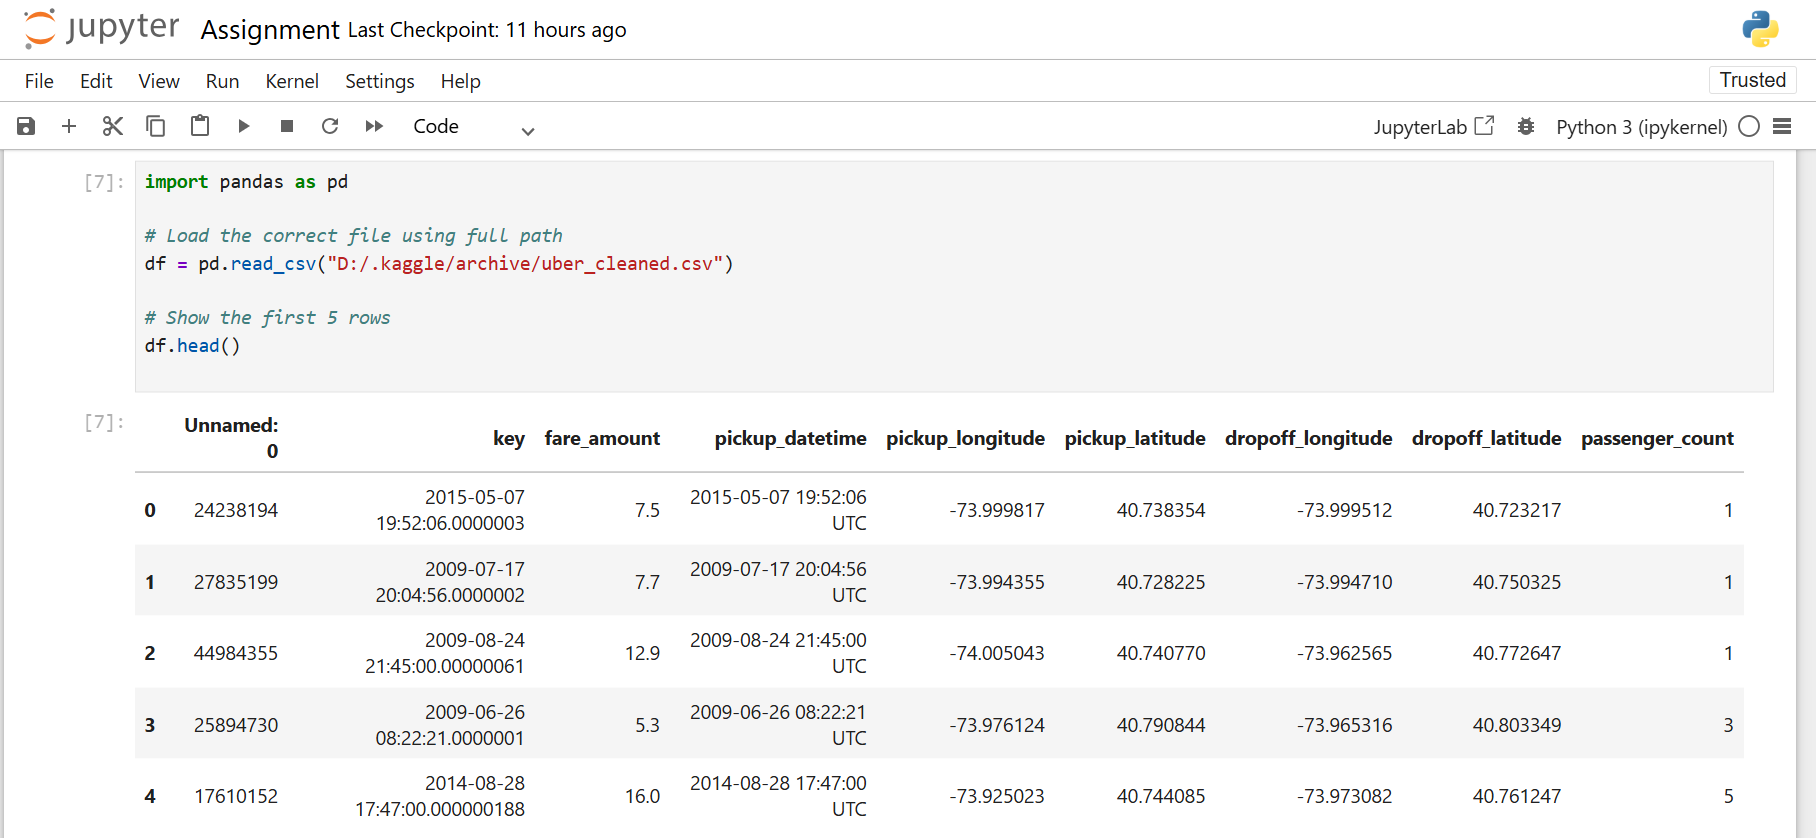 jupyter Assignment Last Checkpoint: 11 hours ago
File Edit View Run Kernel Settings Help Trusted
Code JupyterLab Python 3 (ipykernel)
[7]: import pandas as pd
# Load the correct file using full path
df = pd.read_csv("D:/.kaggle/archive/uber_cleaned.csv")
# Show the first 5 rows
df.head()
[7]: Unnamed: 0 key fare_amount pickup_datetime pickup_longitude pickup_latitude dropoff_longitude dropoff_latitude passenger_count
0 24238194 2015-05-07 19:52:06.0000003 7.5 2015-05-07 19:52:06 UTC -73.999817 40.738354 -73.999512 40.723217 1
1 27835199 2009-07-17 20:04:56.0000002 7.7 2009-07-17 20:04:56 UTC -73.994355 40.728225 -73.994710 40.750325 1
2 44984355 2009-08-24 21:45:00.00000061 12.9 2009-08-24 21:45:00 UTC -74.005043 40.740770 -73.962565 40.772647 1
3 25894730 2009-06-26 08:22:21.0000001 5.3 2009-06-26 08:22:21 UTC -73.976124 40.790844 -73.965316 40.803349 3
4 17610152 2014-08-28 17:47:00.000000188 16.0 2014-08-28 17:47:00 UTC -73.925023 40.744085 -73.973082 40.761247 5